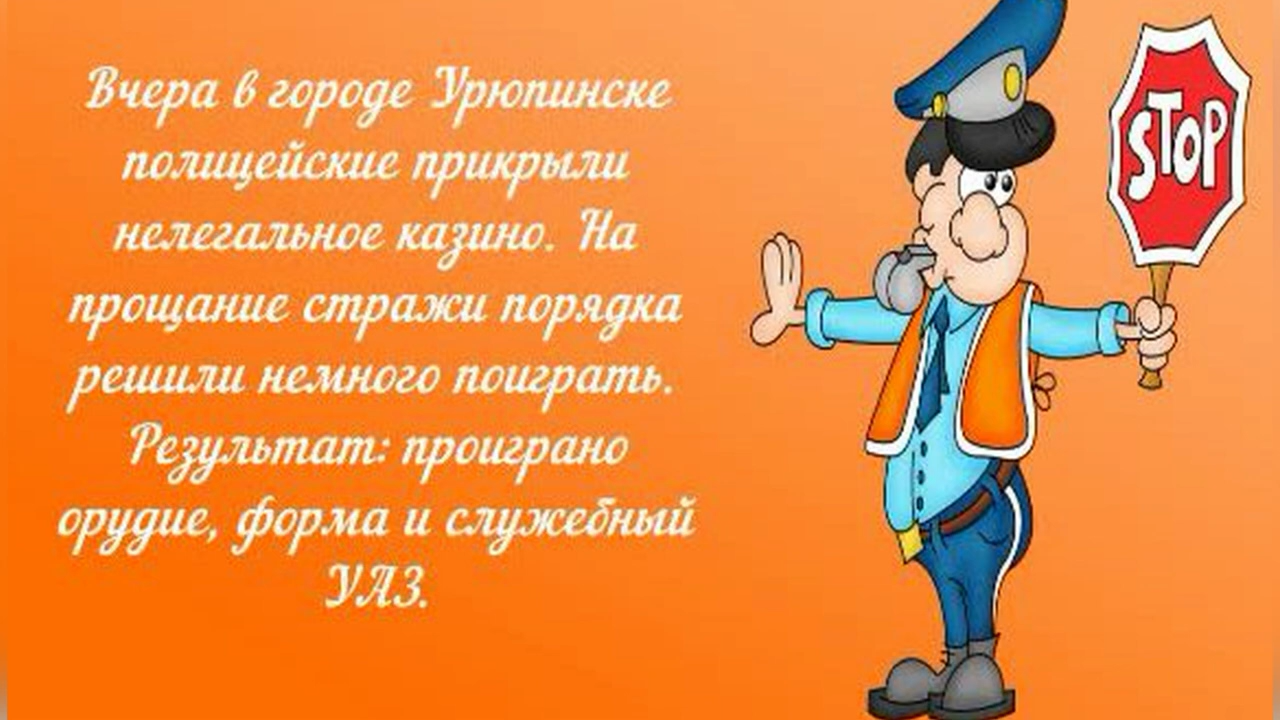 Вчера в городе Урюпинске
полицейские прикрыли
нелегальное казино. На
прощание стражи порядка
решили немного поиграть.
Результат: проиграно
орудие, форма и служебный
УАЗ.
STOP